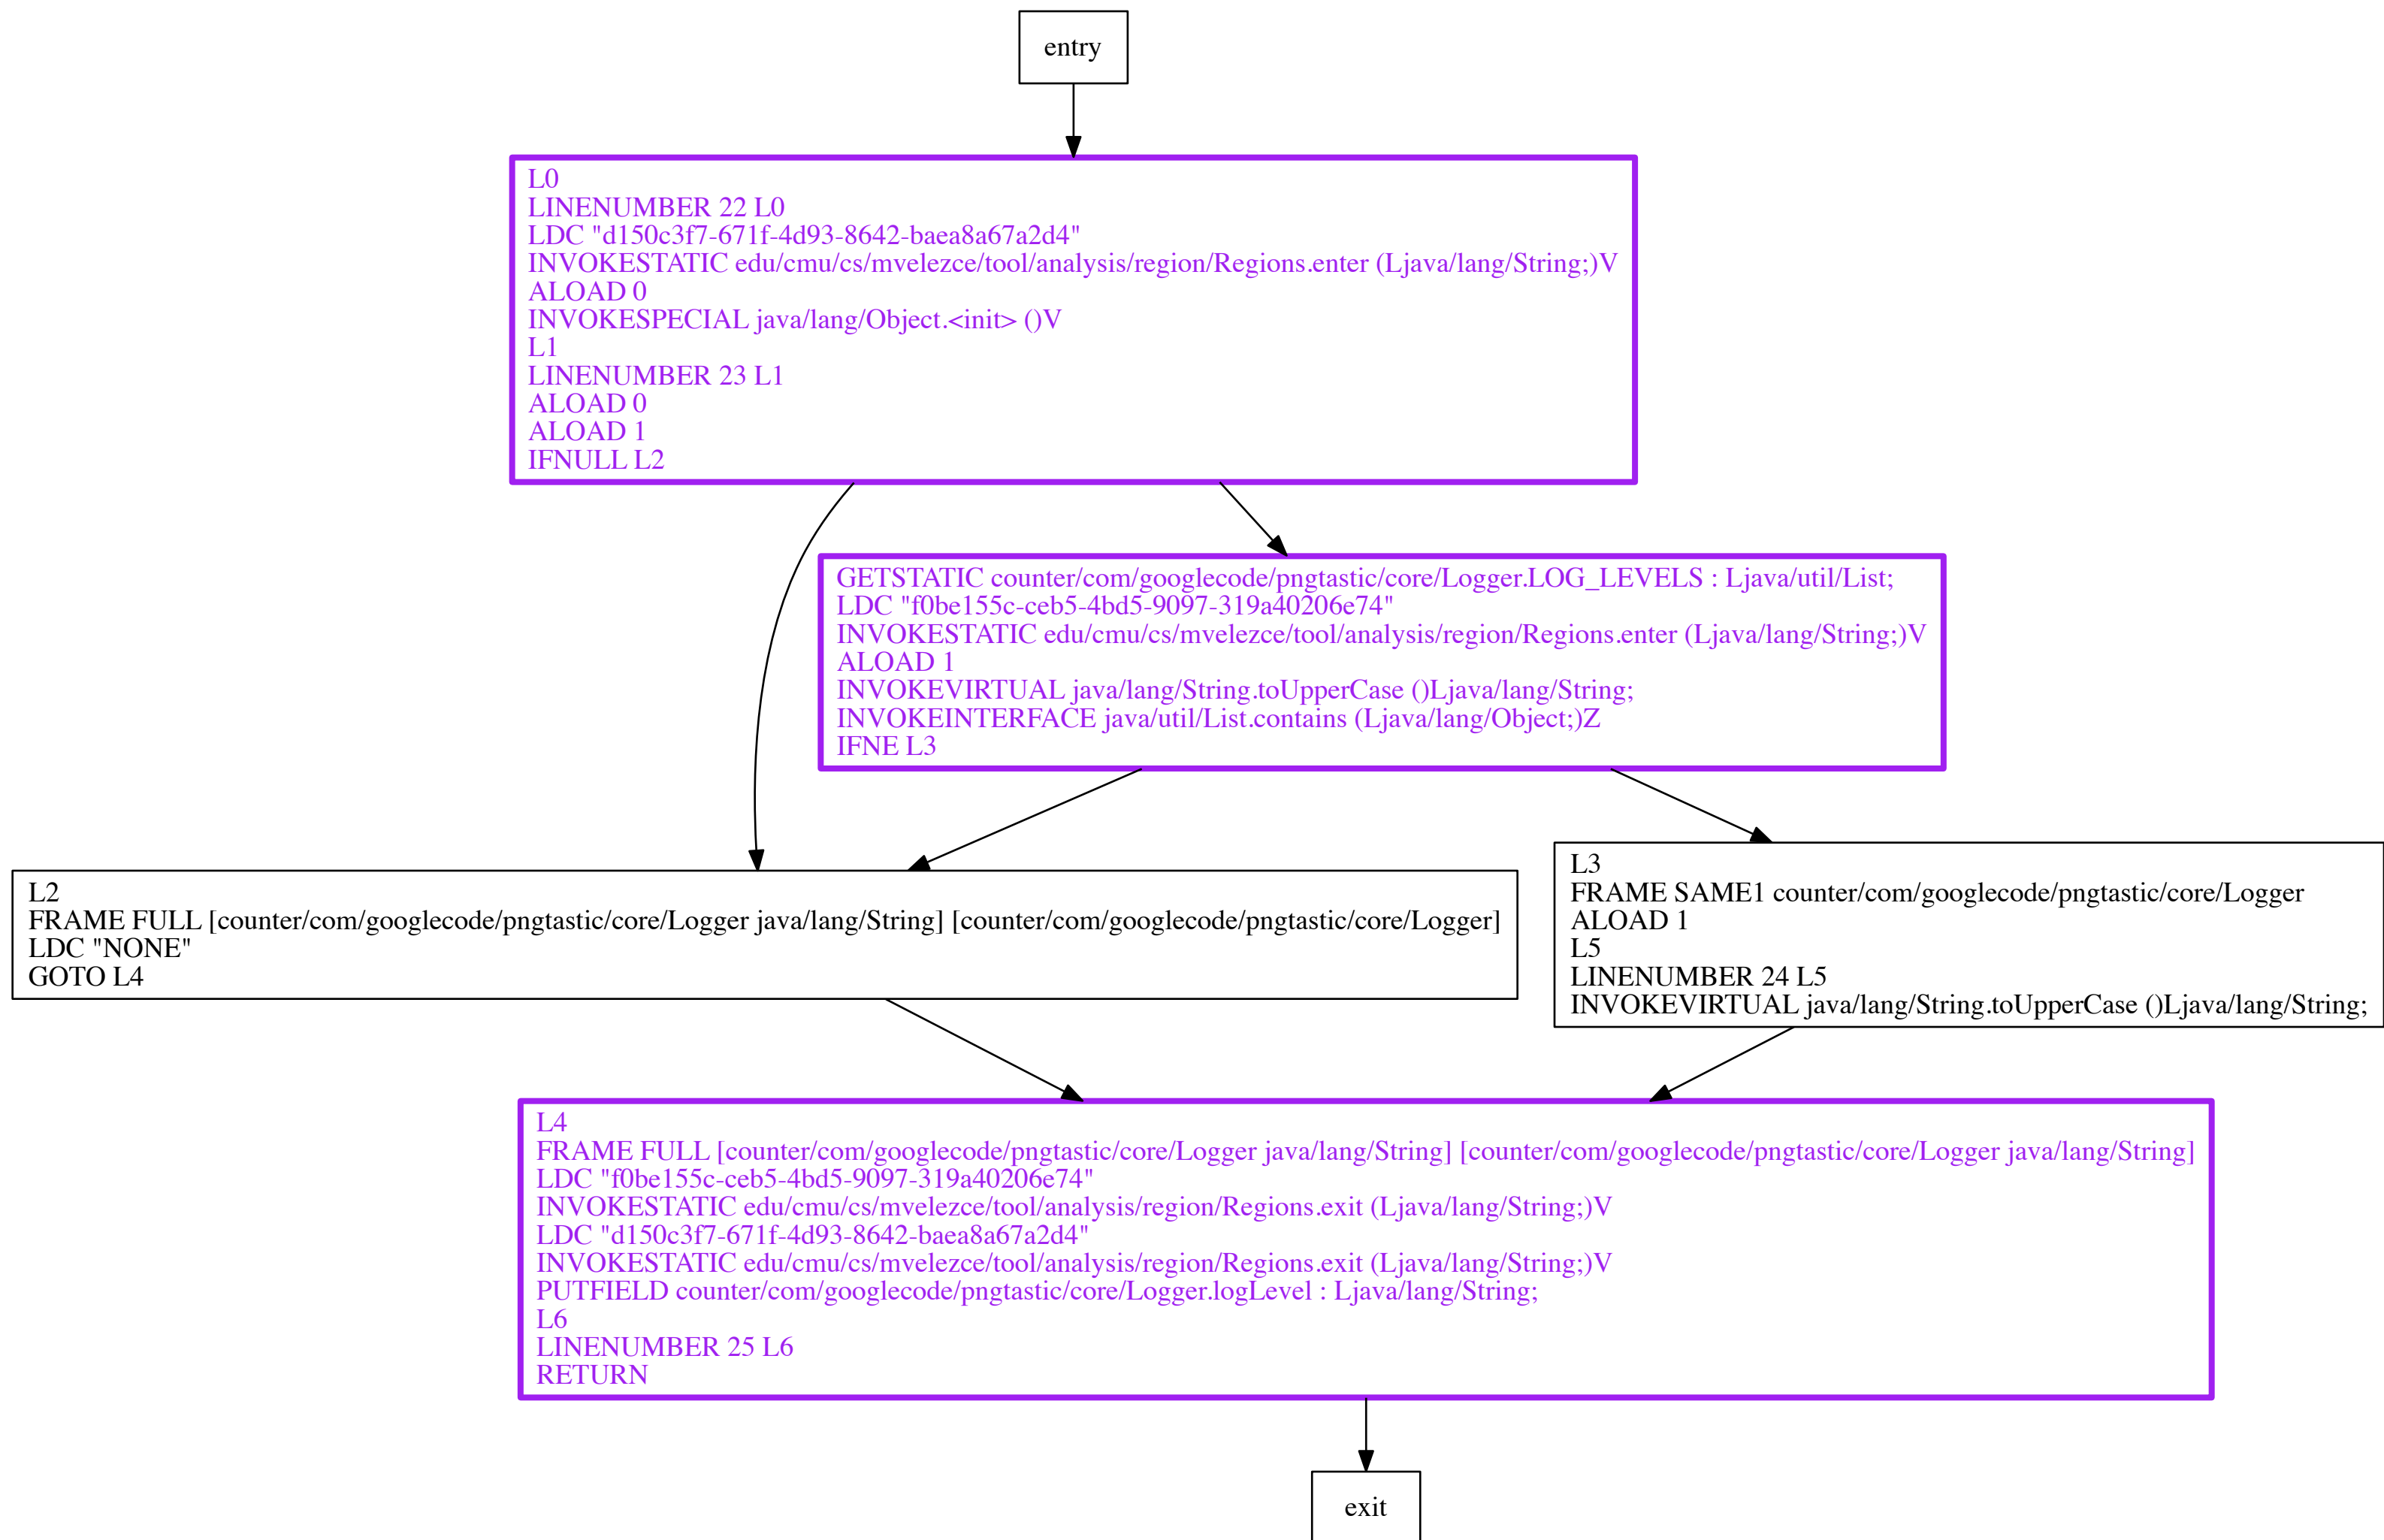 entry
L0
LINENUMBER 22 L0
LDC "d150c3f7-671f-4d93-8642-baea8a67a2d4"
INVOKESTATIC edu/cmu/cs/mvelezce/tool/analysis/region/Regions.enter (Ljava/lang/String;)V
ALOAD 0
INVOKESPECIAL java/lang/Object.<init> ()V
L1
LINENUMBER 23 L1
ALOAD 0
ALOAD 1
IFNULL L2
GETSTATIC counter/com/googlecode/pngtastic/core/Logger.LOG_LEVELS : Ljava/util/List;
LDC "f0be155c-ceb5-4bd5-9097-319a40206e74"
INVOKESTATIC edu/cmu/cs/mvelezce/tool/analysis/region/Regions.enter (Ljava/lang/String;)V
ALOAD 1
INVOKEVIRTUAL java/lang/String.toUpperCase ()Ljava/lang/String;
INVOKEINTERFACE java/util/List.contains (Ljava/lang/Object;)Z
IFNE L3
L2
FRAME FULL [counter/com/googlecode/pngtastic/core/Logger java/lang/String] [counter/com/googlecode/pngtastic/core/Logger]
LDC "NONE"
GOTO L4
L3
FRAME SAME1 counter/com/googlecode/pngtastic/core/Logger
ALOAD 1
L5
LINENUMBER 24 L5
INVOKEVIRTUAL java/lang/String.toUpperCase ()Ljava/lang/String;
L4
FRAME FULL [counter/com/googlecode/pngtastic/core/Logger java/lang/String] [counter/com/googlecode/pngtastic/core/Logger java/lang/String]
LDC "f0be155c-ceb5-4bd5-9097-319a40206e74"
INVOKESTATIC edu/cmu/cs/mvelezce/tool/analysis/region/Regions.exit (Ljava/lang/String;)V
LDC "d150c3f7-671f-4d93-8642-baea8a67a2d4"
INVOKESTATIC edu/cmu/cs/mvelezce/tool/analysis/region/Regions.exit (Ljava/lang/String;)V
PUTFIELD counter/com/googlecode/pngtastic/core/Logger.logLevel : Ljava/lang/String;
L6
LINENUMBER 25 L6
RETURN
exit